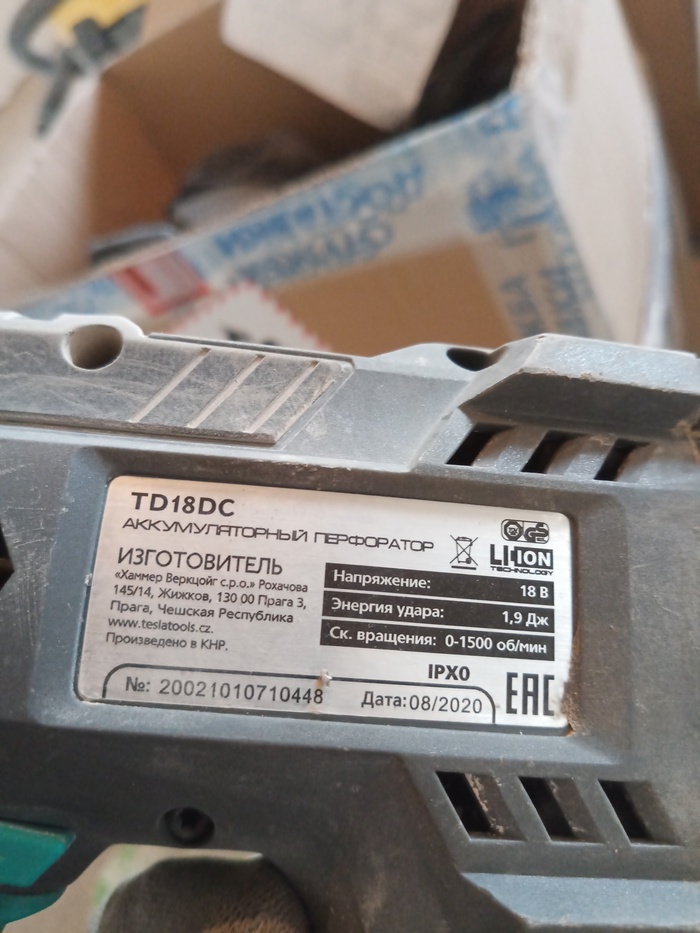 TD18DC
АККУМУЛЯТОРНЫЙ ПЕРФОРАТОР
ИЗГОТОВИТЕЛЬ
«Хаммер Веркцойг с.р.о.» Рохачова
145/14, Жижков, 130 00 Прага 3,
Прага, Чешская Республика
www.teslatools.cz.
Произведено в КНР.
LI-ION
TECHNOLOGY
Напряжение: 18 В
Энергия удара: 1,9 Дж
Ск. вращения: 0-1500 об/мин
IPX0
№: 20021010710448
Дата: 08/2020
EAC